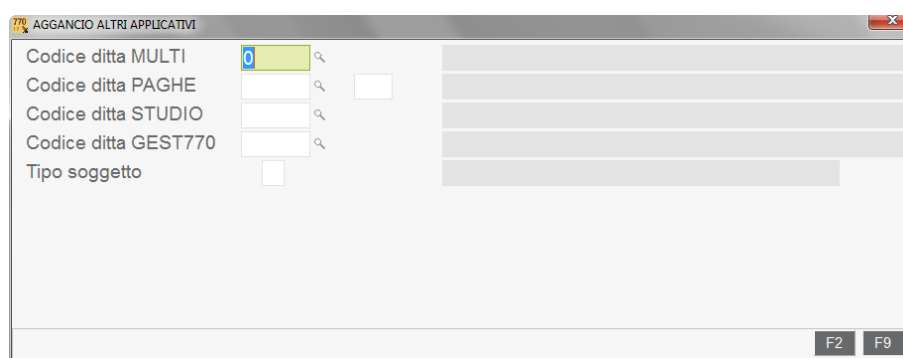 770 AGGANCIO ALTRI APPLICATIVI
Codice ditta MULTI 0
Codice ditta PAGHE
Codice ditta STUDIO
Codice ditta GEST770
Tipo soggetto
F2 F9